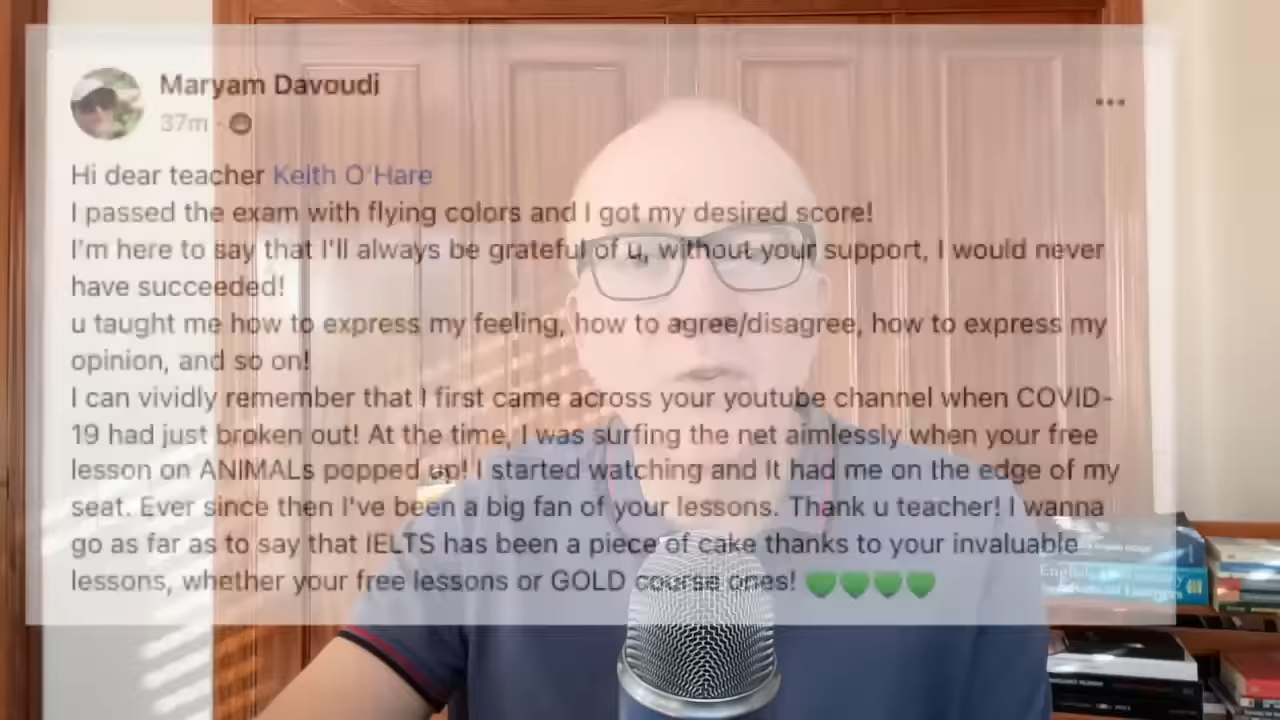 Maryam Davoudi
37m
Hi dear teacher Keith O'Hare
I passed the exam with flying colors and I got my desired score!
I'm here to say that I'll always be grateful of u, without your support, I would never
have succeeded!
u taught me how to express my feeling, how to agree/disagree, how to express my
opinion, and so on!
I can vividly remember that I first came across your youtube channel when COVID-
19 had just broken out! At the time, I was surfing the net aimlessly when your free
lesson on ANIMALs popped up! I started watching and It had me on the edge of my
seat. Ever since then I've been a big fan of your lessons. Thank u teacher! I wanna
go as far as to say that IELTS has been a piece of cake thanks to your invaluable
lessons, whether your free lessons or GOLD course ones! 💚💚💚💚
English